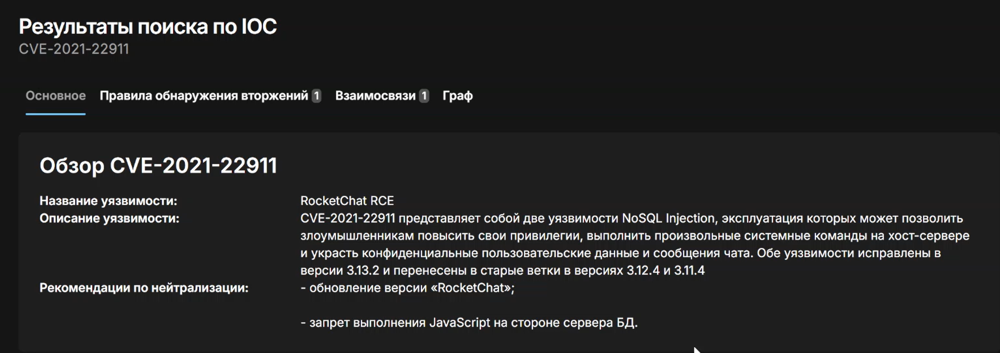 Результаты поиска по IOC
CVE-2021-22911
Основное Правила обнаружения вторжений 1 Взаимосвязи 1 Граф
Обзор CVE-2021-22911
Название уязвимости: RocketChat RCE
Описание уязвимости: CVE-2021-22911 представляет собой две уязвимости NoSQL Injection, эксплуатация которых может позволить
злоумышленникам повысить свои привилегии, выполнить произвольные системные команды на хост-сервере
и украсть конфиденциальные пользовательские данные и сообщения чата. Обе уязвимости исправлены в
версии 3.13.2 и перенесены в старые ветки в версиях 3.12.4 и 3.11.4
Рекомендации по нейтрализации: - обновление версии «RocketChat»;
- запрет выполнения JavaScript на стороне сервера БД.